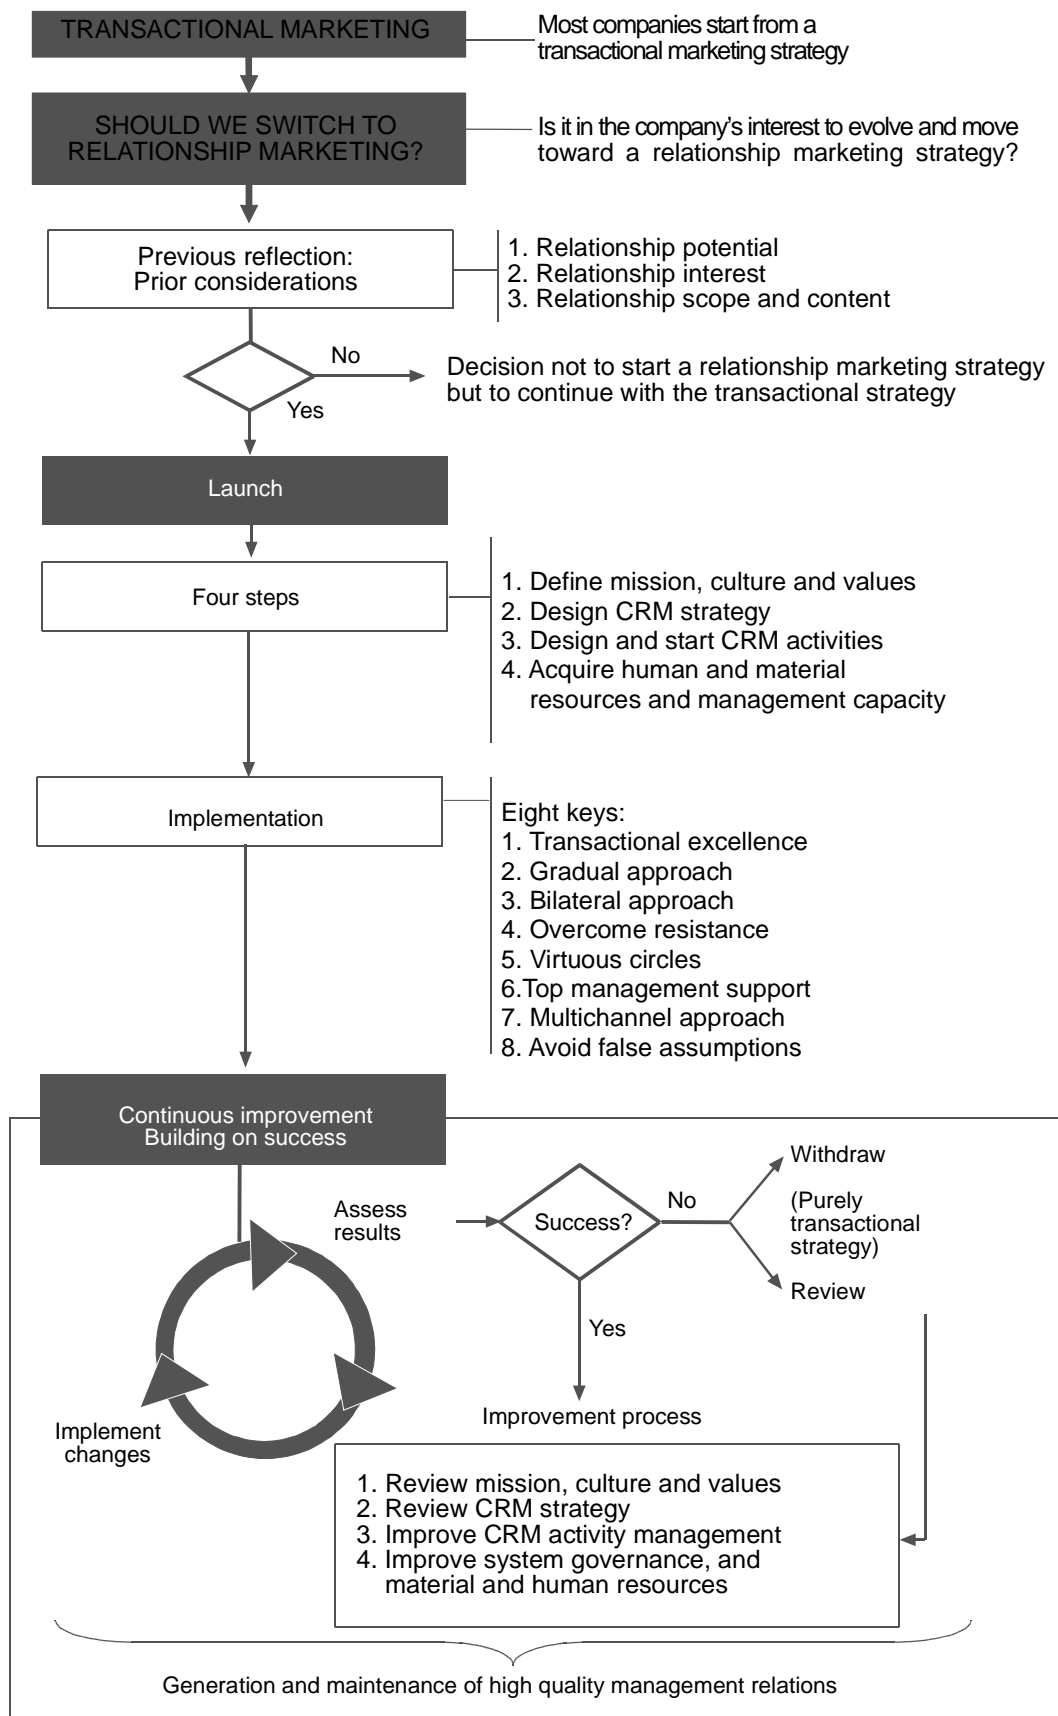 TRANSACTIONAL MARKETING
Most companies start from a
transactional marketing strategy
SHOULD WE SWITCH TO
RELATIONSHIP MARKETING?
Is it in the company’s interest to evolve and move
toward a relationship marketing strategy?
Previous reflection:
Prior considerations
1. Relationship potential
2. Relationship interest
3. Relationship scope and content
No
Decision not to start a relationship marketing strategy
but to continue with the transactional strategy
Yes
Launch
Four steps
1. Define mission, culture and values
2. Design CRM strategy
3. Design and start CRM activities
4. Acquire human and material
resources and management capacity
Implementation
Eight keys:
1. Transactional excellence
2. Gradual approach
3. Bilateral approach
4. Overcome resistance
5. Virtuous circles
6.Top management support
7. Multichannel approach
8. Avoid false assumptions
Continuous improvement
Building on success
Assess
results
Success?
No
Withdraw
(Purely
transactional
strategy)
Review
Yes
Improvement process
Implement
changes
1. Review mission, culture and values
2. Review CRM strategy
3. Improve CRM activity management
4. Improve system governance, and
material and human resources
Generation and maintenance of high quality management relations